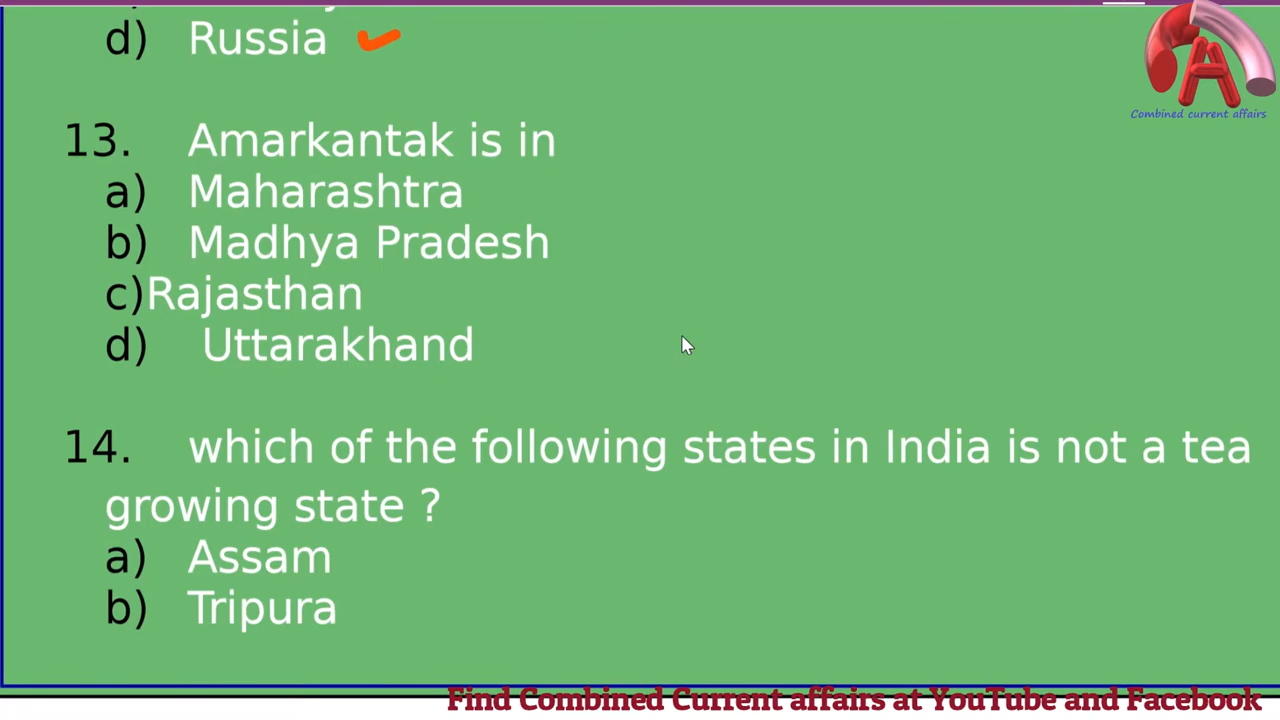 d) Russia
13. Amarkantak is in
a) Maharashtra
b) Madhya Pradesh
c)Rajasthan
d) Uttarakhand
14. which of the following states in India is not a tea
growing state ?
a) Assam
b) Tripura
A
Combined current affairs
Find Combined Current affairs at YouTube and Facebook